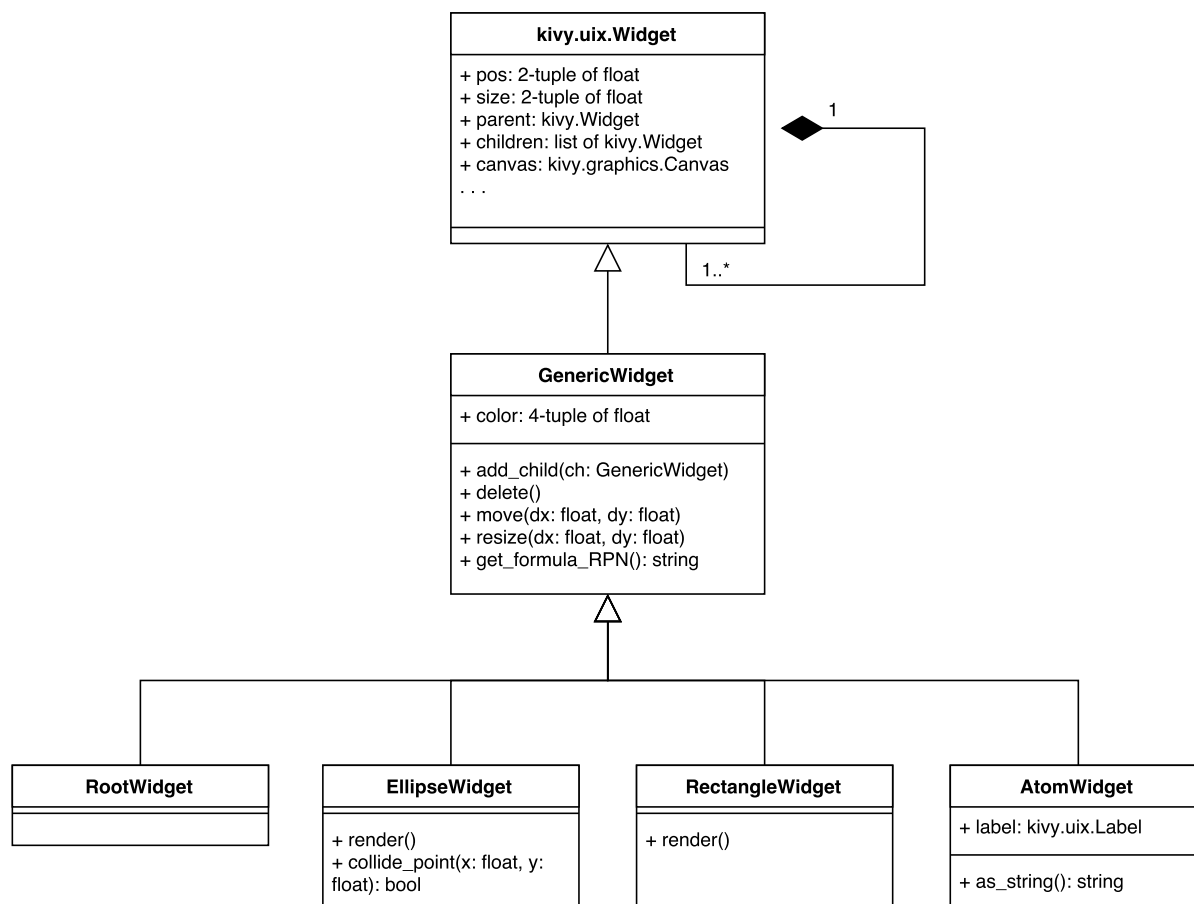 kivy.uix.Widget
+ pos: 2-tuple of float
+ size: 2-tuple of float
+ parent: kivy.Widget
+ children: list of kivy.Widget
+ canvas: kivy.graphics.Canvas
. . .
1
1..*
GenericWidget
+ color: 4-tuple of float
+ add_child(ch: GenericWidget)
+ delete()
+ move(dx: float, dy: float)
+ resize(dx: float, dy: float)
+ get_formula_RPN(): string
RootWidget
EllipseWidget
+ render()
+ collide_point(x: float, y:
float): bool
RectangleWidget
+ render()
AtomWidget
+ label: kivy.uix.Label
+ as_string(): string